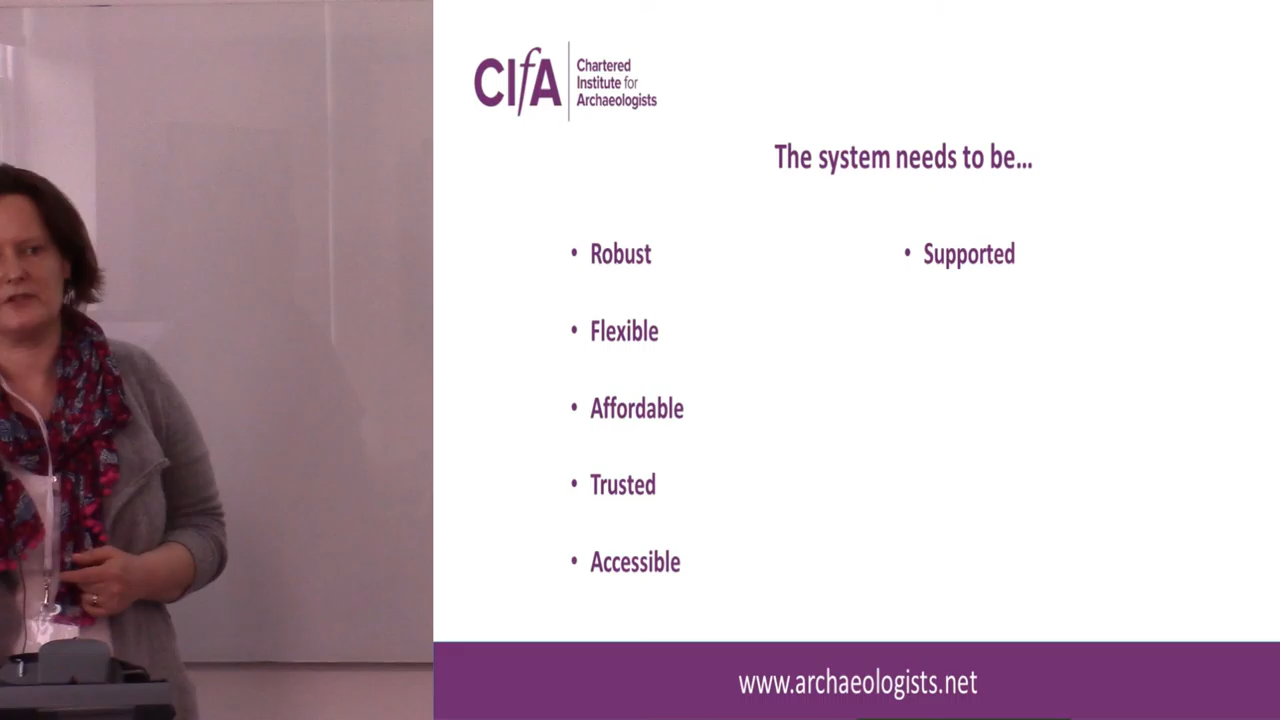 CIfA
Chartered
Institute for
Archaeologists
The system needs to be...
• Robust
• Flexible
• Affordable
• Trusted
• Accessible
• Supported
www.archaeologists.net